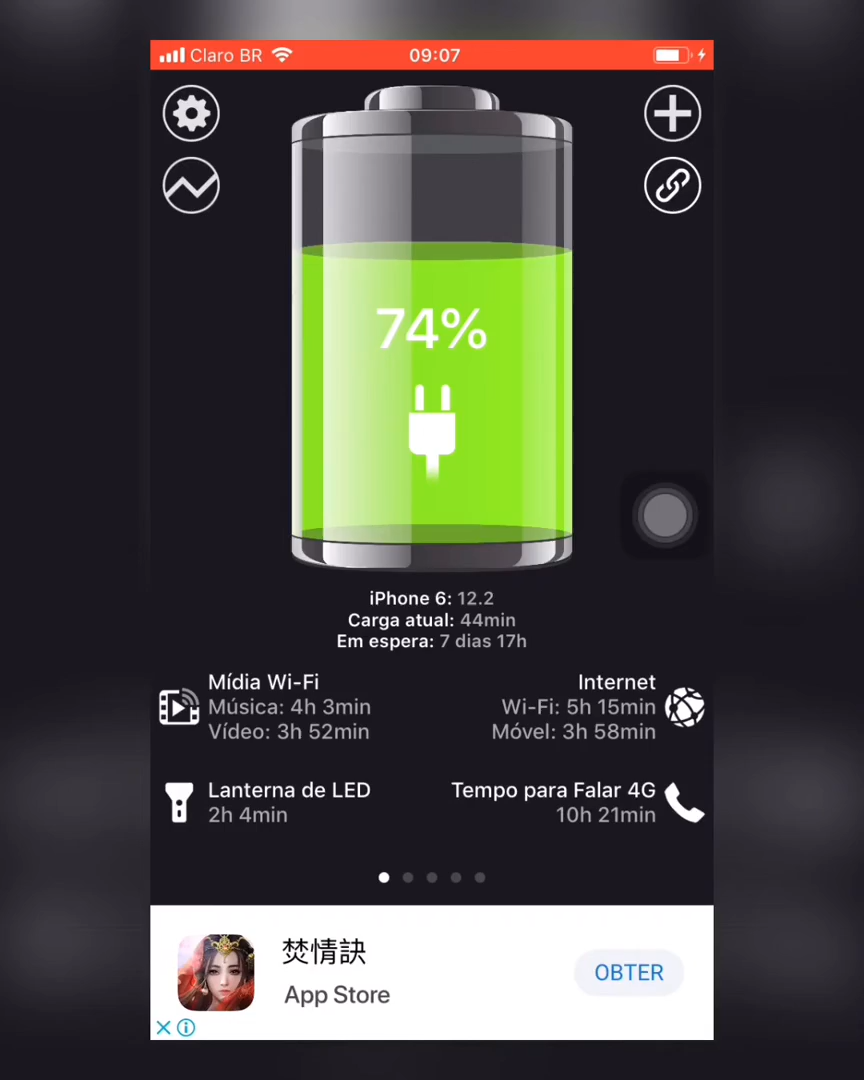 Claro BR
09:07
74%
iPhone 6: 12.2
Carga atual: 44min
Em espera: 7 dias 17h
Mídia Wi-Fi
Música: 4h 3min
Vídeo: 3h 52min
Internet
Wi-Fi: 5h 15min
Móvel: 3h 58min
Lanterna de LED
2h 4min
Tempo para Falar 4G
10h 21min
焚情訣
App Store
OBTER